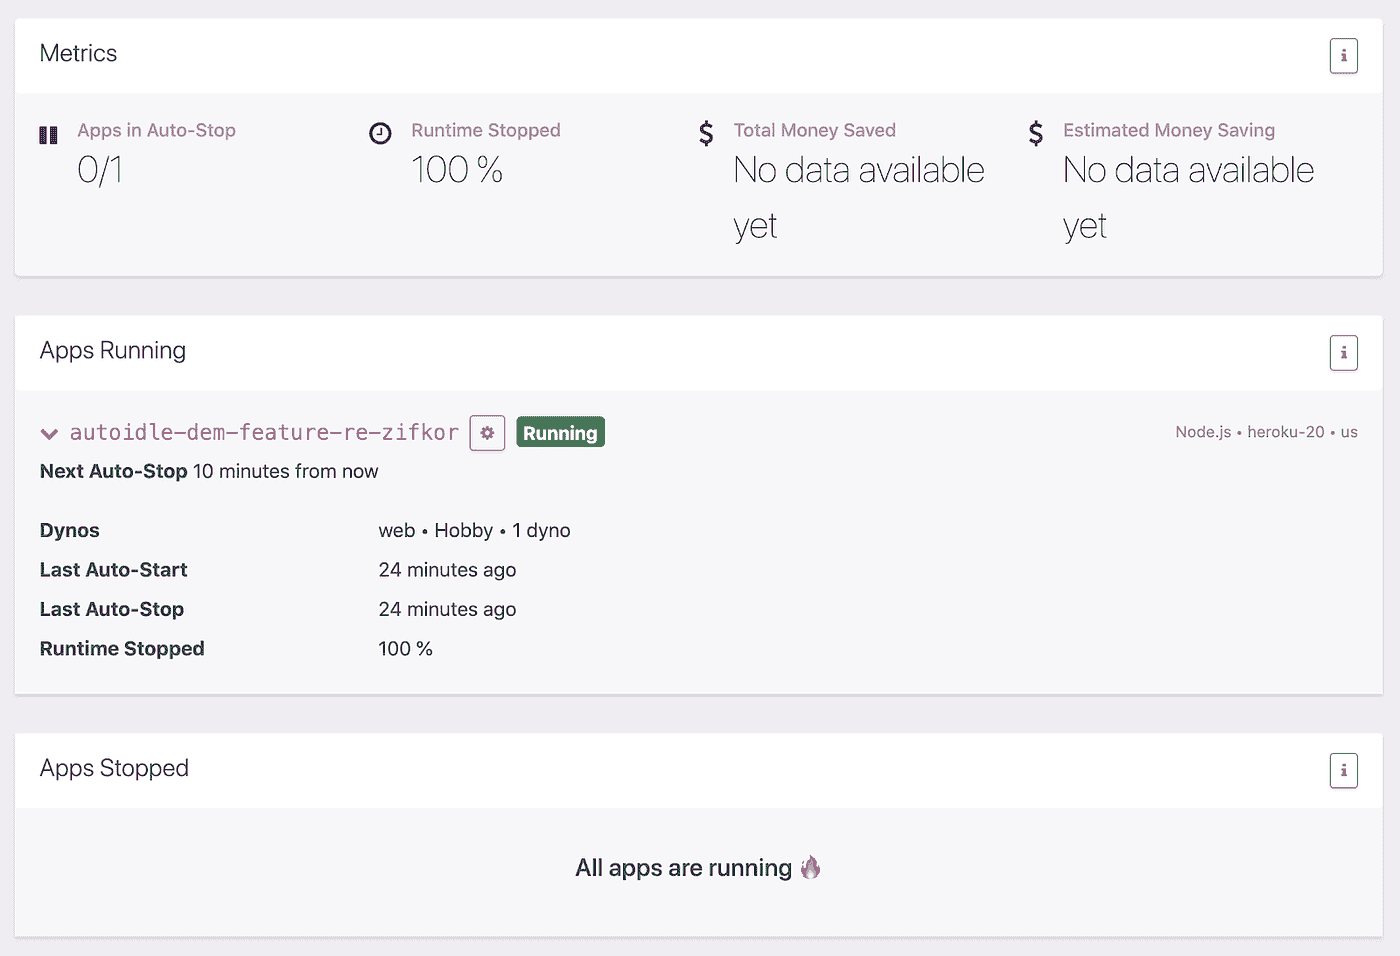 Metrics
i
Apps in Auto-Stop
0/1
Runtime Stopped
100 %
$ Total Money Saved
No data available
yet
$ Estimated Money Saving
No data available
yet
Apps Running
i
autoidle-dem-feature-re-zifkor Running Node.js • heroku-20 • us
Next Auto-Stop 10 minutes from now
Dynos web • Hobby • 1 dyno
Last Auto-Start 24 minutes ago
Last Auto-Stop 24 minutes ago
Runtime Stopped 100 %
Apps Stopped
i
All apps are running 🔥